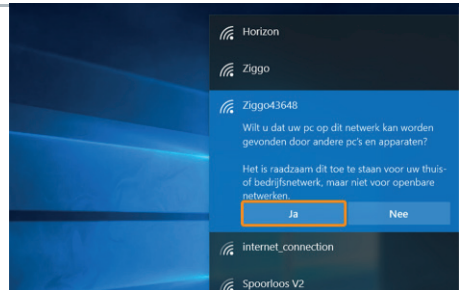 Horizon
Ziggo
Ziggo43648
Wilt u dat uw pc op dit netwerk kan worden
gevonden door andere pc's en apparaten?
Het is raadzaam dit toe te staan voor uw thuis-
of bedrijfsnetwerk, maar niet voor openbare
netwerken.
Ja Nee
internet_connection
Spoorloos V2